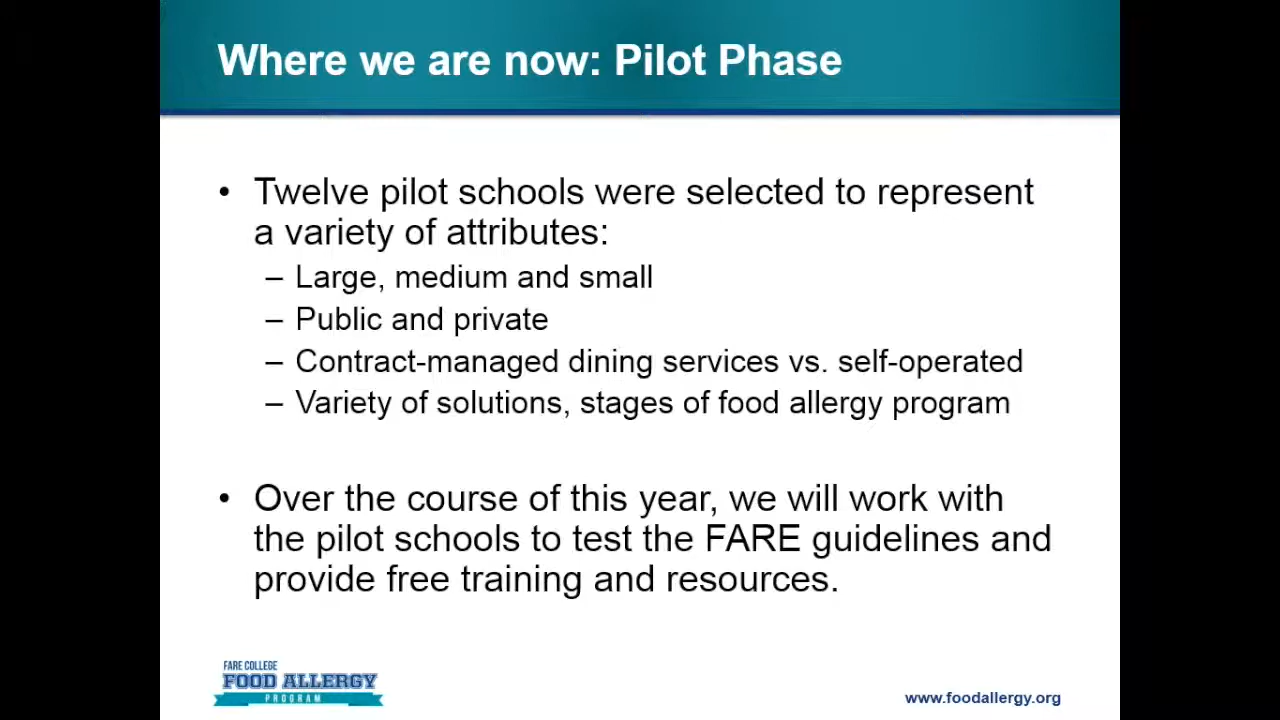 Where we are now: Pilot Phase
• Twelve pilot schools were selected to represent
a variety of attributes:
– Large, medium and small
– Public and private
– Contract-managed dining services vs. self-operated
– Variety of solutions, stages of food allergy program
• Over the course of this year, we will work with
the pilot schools to test the FARE guidelines and
provide free training and resources.
FARE COLLEGE
FOOD ALLERGY
PROGRAM
www.foodallergy.org